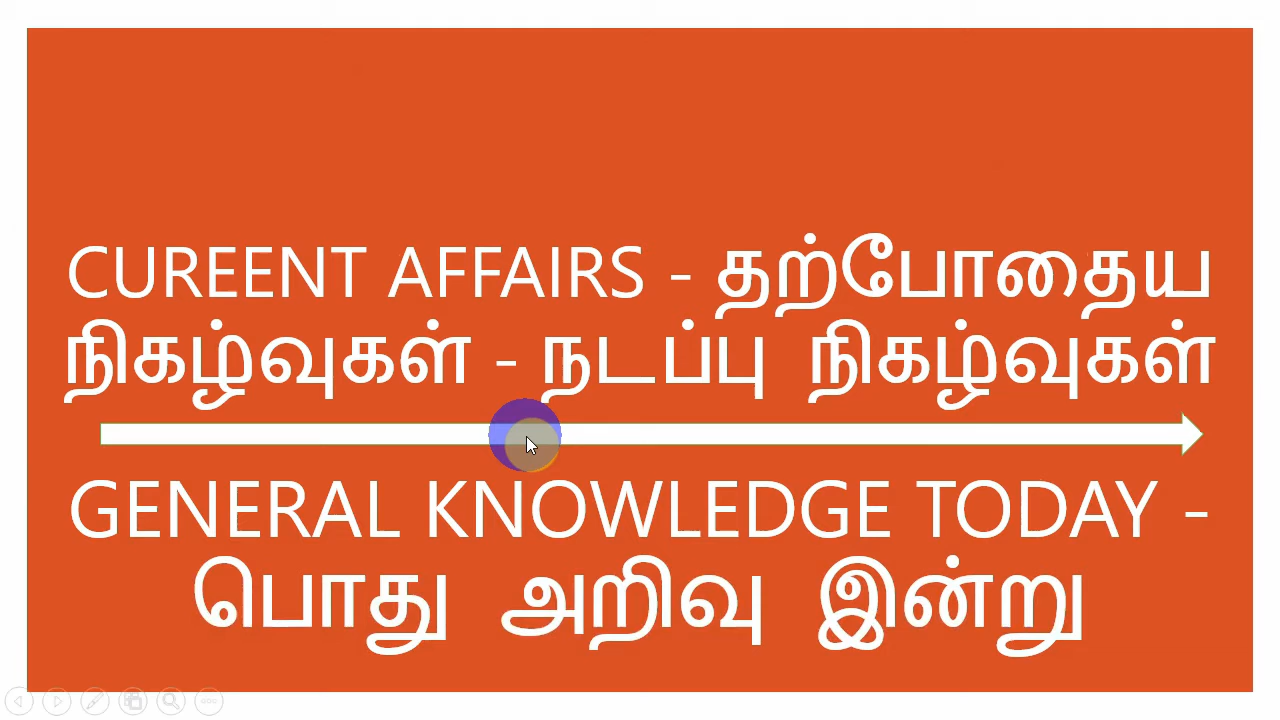 CUREENT AFFAIRS - தற்போதைய
நிகழ்வுகள் - நடப்பு நிகழ்வுகள்
GENERAL KNOWLEDGE TODAY -
பொது அறிவு இன்று